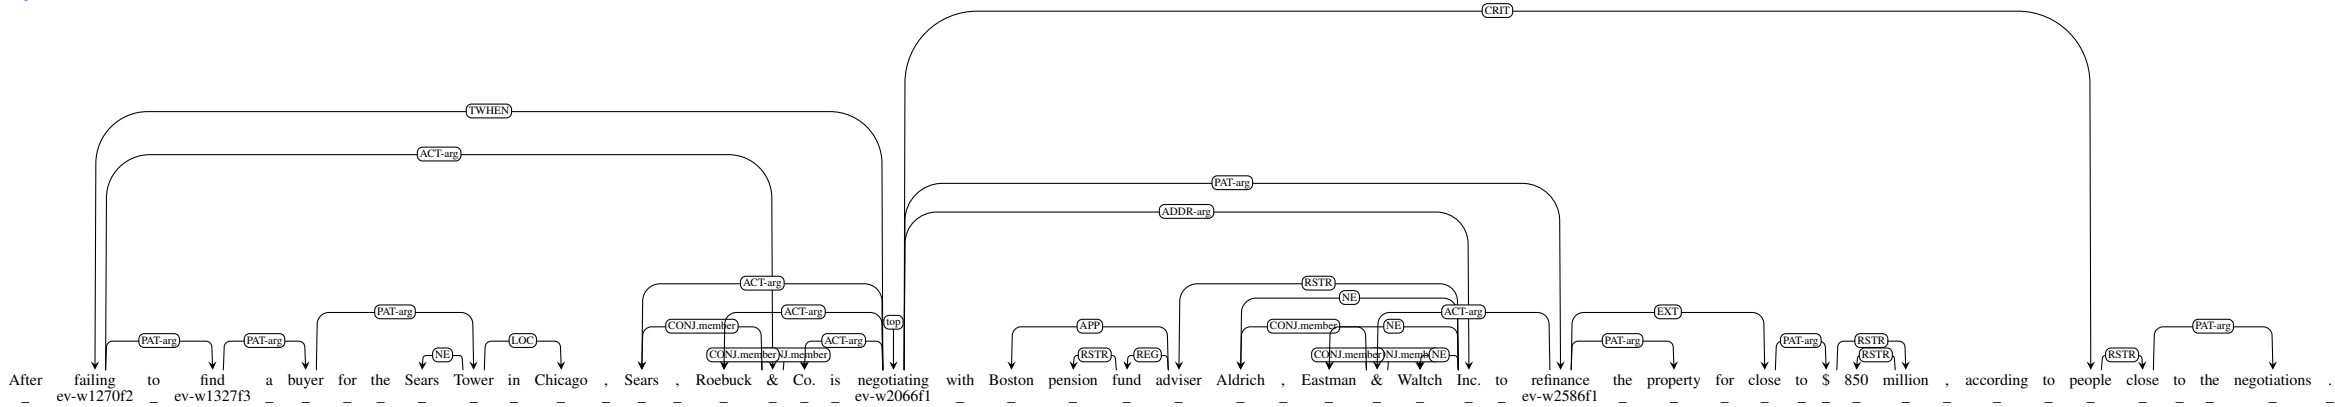 CRIT
TWHEN
ACT-arg
PAT-arg
ADDR-arg
ACT-arg RSTR
NE
PAT-arg ACT-arg ACT-arg EXT
top
CONJ.member APP CONJ.member NE PAT-arg
PAT-arg PAT-arg LOC ACT-arg PAT-arg RSTR
NE CONJ.member NJ.member RSTR REG CONJ.member NJ.memb NE RSTR RSTR
After failing to find a buyer for the Sears Tower in Chicago , Sears , Roebuck & Co. is negotiating with Boston pension fund adviser Aldrich , Eastman & Waltch Inc. to refinance the property for close to $ 850 million , according to people close to the negotiations .
_ ev-w1270f2 _ ev-w1327f3 _ _ _ _ _ _ _ _ _ _ _ _ _ _ _ ev-w2066f1 _ _ _ _ _ _ _ _ _ _ _ _ ev-w2586f1 _ _ _ _ _ _ _ _ _ _ _ _ _ _ _ _ _